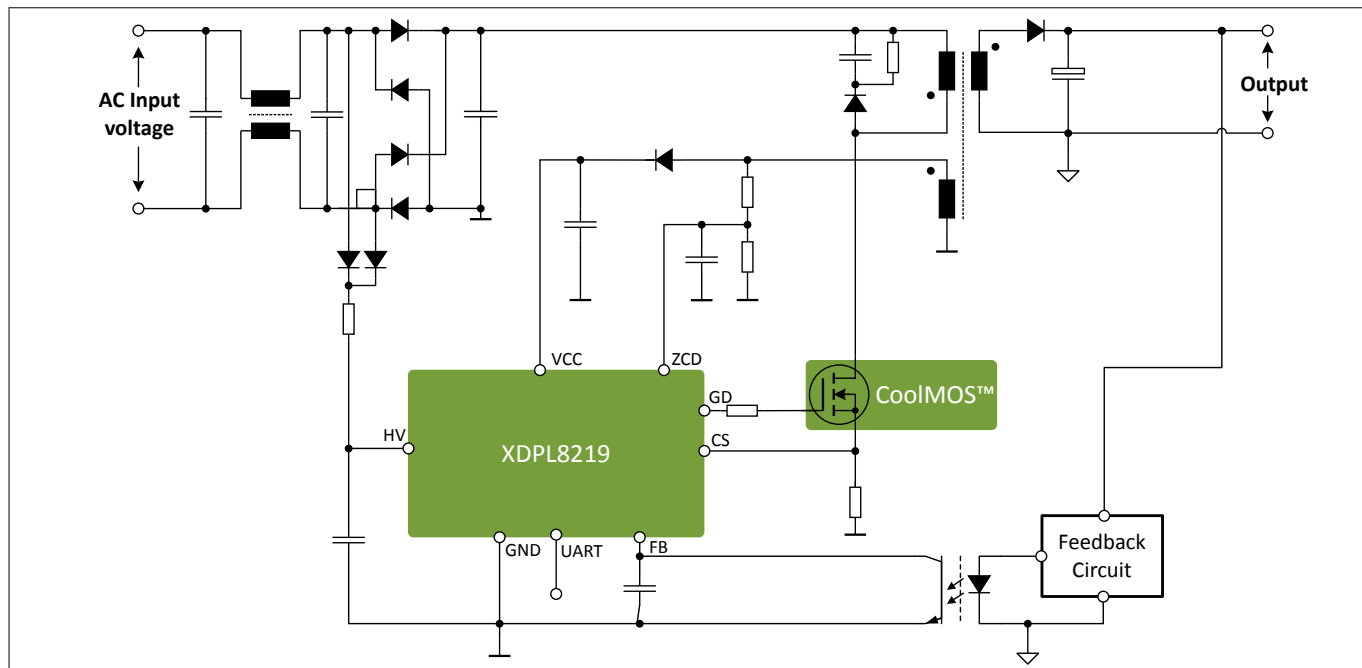 AC Input
voltage
Output
VCC
ZCD
GD
CoolMOS™
HV
CS
XDPL8219
GND
UART
FB
Feedback
Circuit